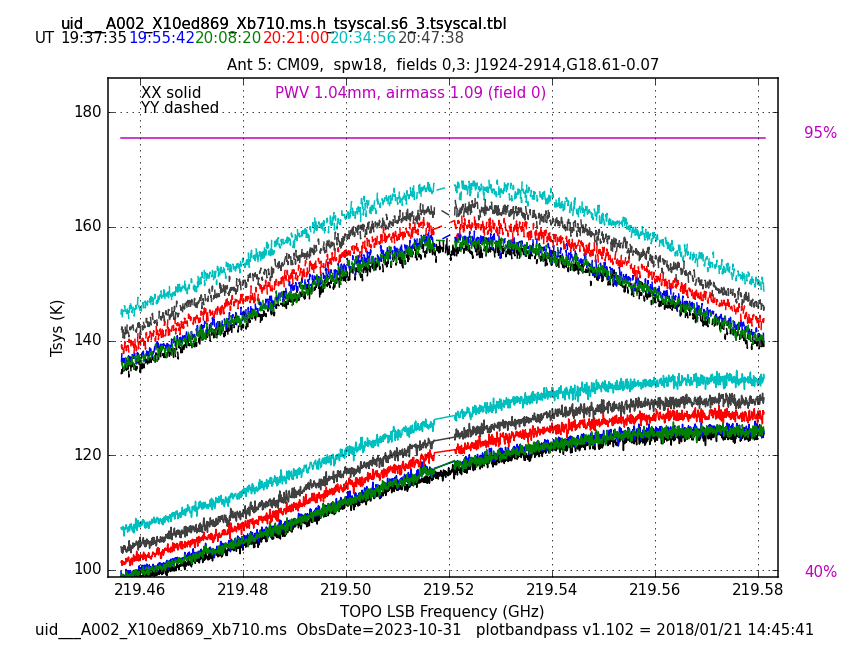 uid___A002_X10ed869_Xb710.ms.h_tsyscal.s6_3.tsyscal.tbl
UT 19:37:35 19:55:42 20:08:20 20:21:00 20:34:56 20:47:38
Ant 5: CM09,  spw18,  fields 0,3: J1924-2914,G18.61-0.07
XX solid
YY dashed
PWV 1.04mm, airmass 1.09 (field 0)
95%
40%
Tsys (K)
180
160
140
120
100
219.46 219.48 219.50 219.52 219.54 219.56 219.58
TOPO LSB Frequency (GHz)
uid___A002_X10ed869_Xb710.ms  ObsDate=2023-10-31   plotbandpass v1.102 = 2018/01/21 14:45:41